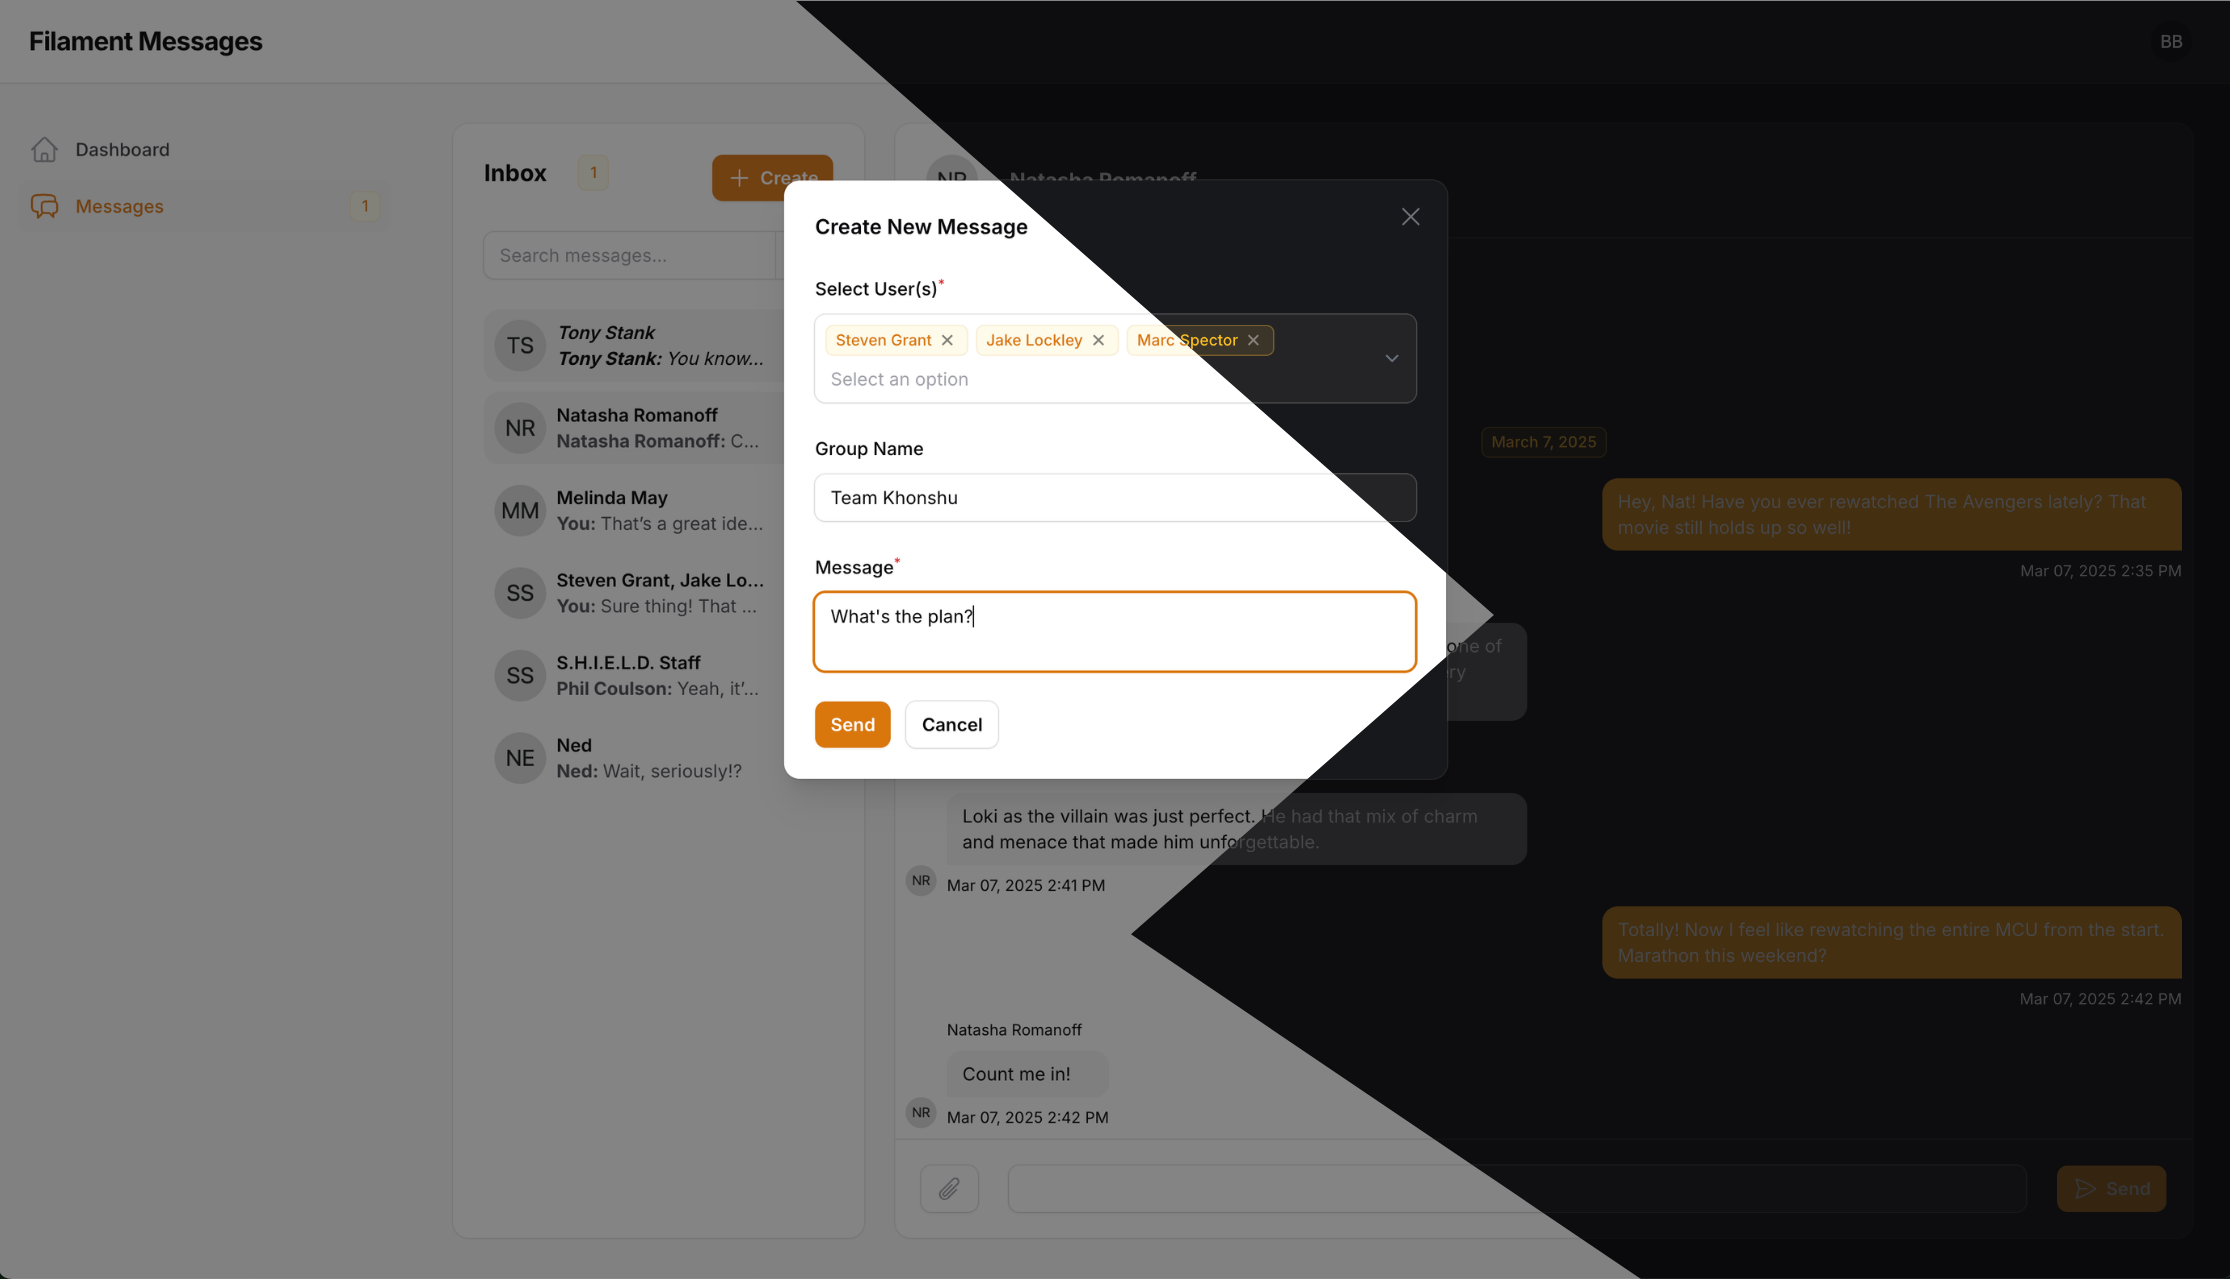 Filament Messages
BB
Dashboard
Messages
1
Inbox
1
Create
Search messages...
TS
Tony Stank
Tony Stank: You know...
NR
Natasha Romanoff
Natasha Romanoff: C...
MM
Melinda May
You: That's a great ide...
SS
Steven Grant, Jake Lo...
You: Sure thing! That ...
SS
S.H.I.E.L.D. Staff
Phil Coulson: Yeah, it'...
NE
Ned
Ned: Wait, seriously!?
NR
Natasha Romanoff
Create New Message
Select User(s)*
Steven Grant
Jake Lockley
Marc Spector
Select an option
Group Name
Team Khonshu
Message*
What's the plan?
Send
Cancel
March 7, 2025
Hey, Nat! Have you ever rewatched The Avengers lately? That
movie still holds up so well!
Mar 07, 2025 2:35 PM
one of
Loki as the villain was just perfect. He had that mix of charm
and menace that made him unforgettable.
NR
Mar 07, 2025 2:41 PM
Totally! Now I feel like rewatching the entire MCU from the start.
Marathon this weekend?
Mar 07, 2025 2:42 PM
Natasha Romanoff
Count me in!
NR
Mar 07, 2025 2:42 PM
Send